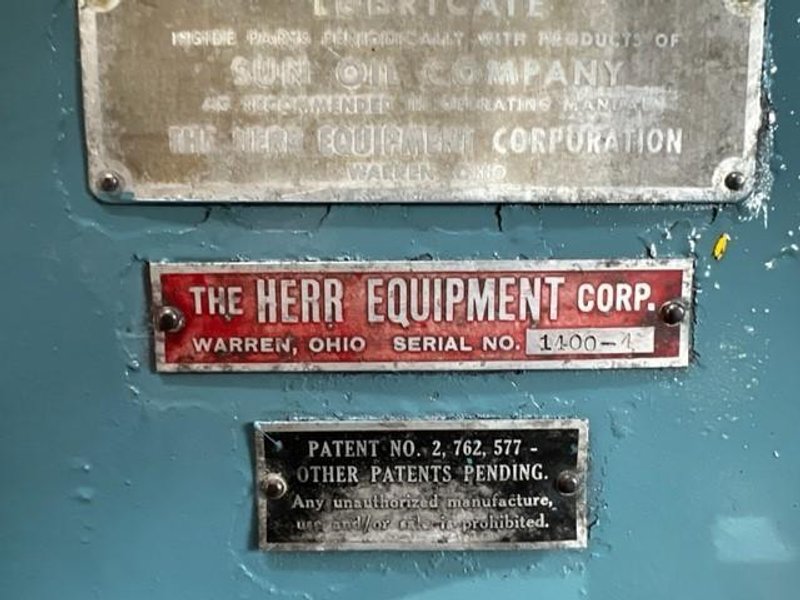 LUBRICATE
INSIDE PARTS PERIODICALLY WITH PRODUCTS OF
SUN OIL COMPANY
AS RECOMMENDED IN OPERATING MANUAL
THE HERR EQUIPMENT CORPORATION
WARREN, OHIO
THE HERR EQUIPMENT CORP.
WARREN, OHIO SERIAL NO. 1400-4
PATENT NO. 2,762,577 -
OTHER PATENTS PENDING.
Any unauthorized manufacture,
use and/or sale is prohibited.